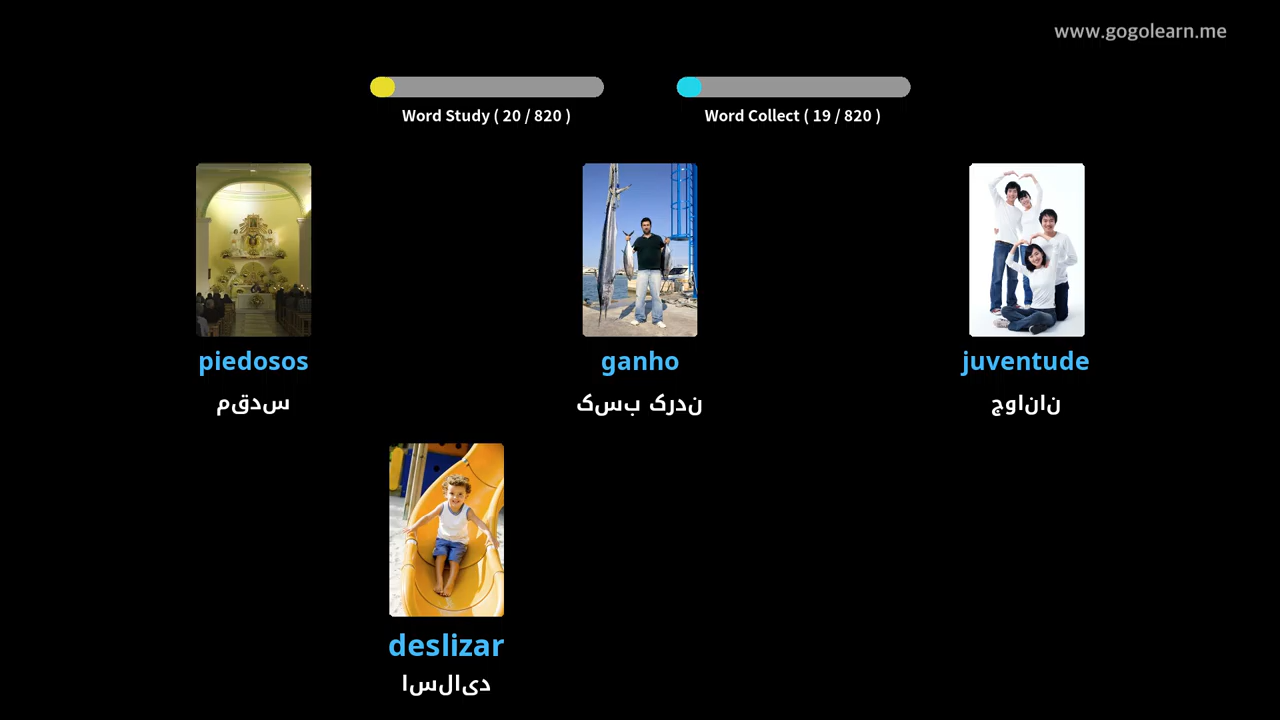 www.gogolearn.me
Word Study ( 20 / 820 )
Word Collect ( 19 / 820 )
piedosos
سدقم
ganho
ندرک بسک
juventude
ناناوج
deslizar
دیالسا